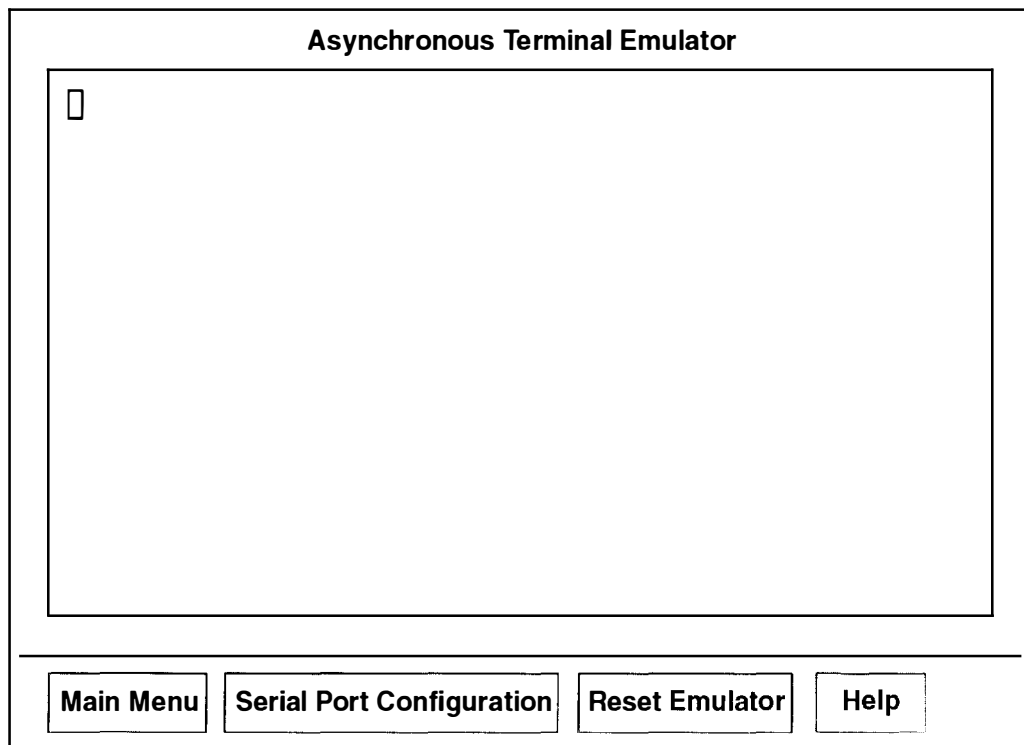 Asynchronous Terminal Emulator
Main Menu Serial Port Configuration Reset Emulator Help